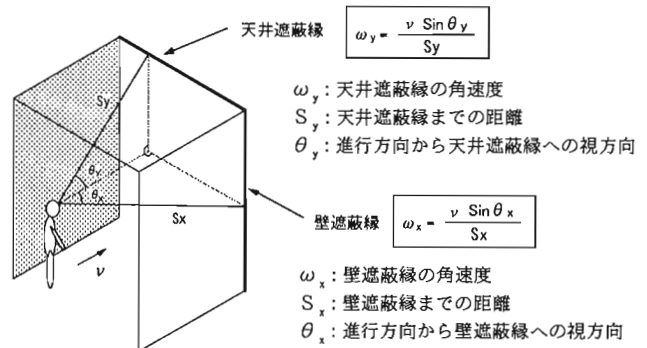 天井遮蔽縁
ωy = ν Sinθy / Sy
ωy：天井遮蔽縁の角速度
Sy：天井遮蔽縁までの距離
θy：進行方向から天井遮蔽縁への視方向
Sy
θy
θx
Sx
ν
壁遮蔽縁
ωx = ν Sinθx / Sx
ωx：壁遮蔽縁の角速度
Sx：壁遮蔽縁までの距離
θx：進行方向から壁遮蔽縁への視方向